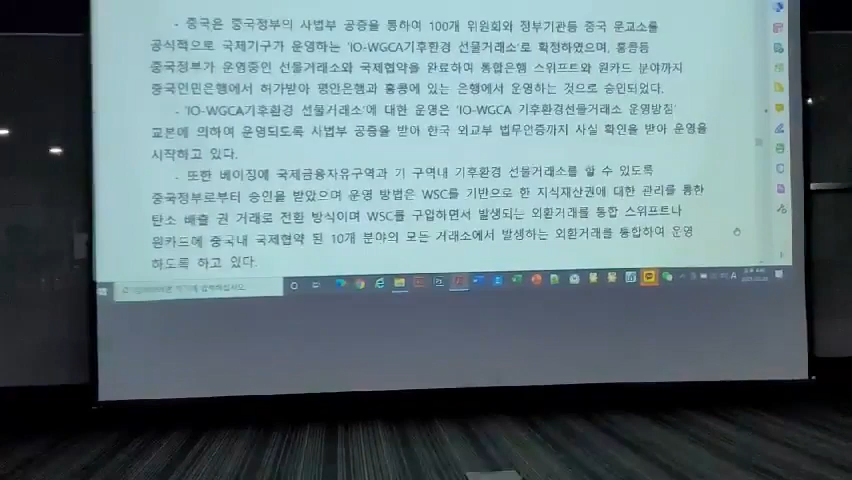 - 중국은 중국정부의 사법부 공증을 통하여 100개 위원회와 정부기관등 중국 문교소를
공식적으로 국제기구가 운영하는 'IO-WGCA기후환경 선물거래소'로 확정하였으며, 홍콩등
중국정부가 운영중인 선물거래소와 국제협약을 완료하여 통합은행 스위프트와 원카드 분야까지
중국인민은행에서 허가받아 평안은행과 홍콩에 있는 은행에서 운영하는 것으로 승인되었다.
- 'IO-WGCA기후환경 선물거래소'에 대한 운영은 'IO-WGCA 기후환경선물거래소 운영방침'
교본에 의하여 운영되도록 사법부 공증을 받아 한국 외교부 법무인증까지 사실 확인을 받아 운영을
시작하고 있다.
- 또한 베이징에 국제금융자유구역과 기 구역내 기후환경 선물거래소를 할 수 있도록
중국정부로부터 승인을 받았으며 운영 방법은 WSC를 기반으로 한 지식재산권에 대한 관리를 통한
탄소 배출 권 거래로 전환 방식이며 WSC를 구입하면서 발생되는 외환거래를 통합 스위프트나
원카드에 중국내 국제협약 된 10개 분야의 모든 거래소에서 발생하는 외환거래를 통합하여 운영
하도록 하고 있다.